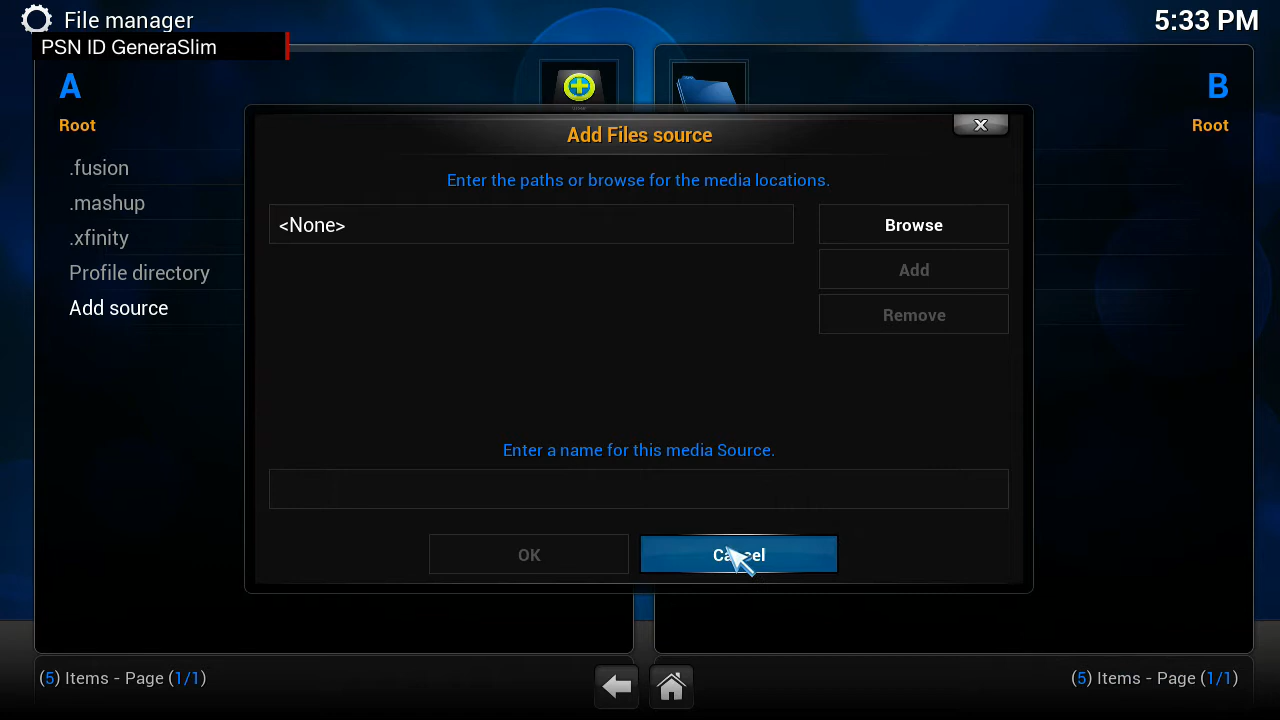 File manager
5:33 PM
PSN ID GeneraSlim
A
B
Root
Root
.fusion
.mashup
.xfinity
Profile directory
Add source
Add Files source
x
Enter the paths or browse for the media locations.
<None>
Browse
Add
Remove
Enter a name for this media Source.
OK
Cancel
(5) Items - Page (1/1)
(5) Items - Page (1/1)